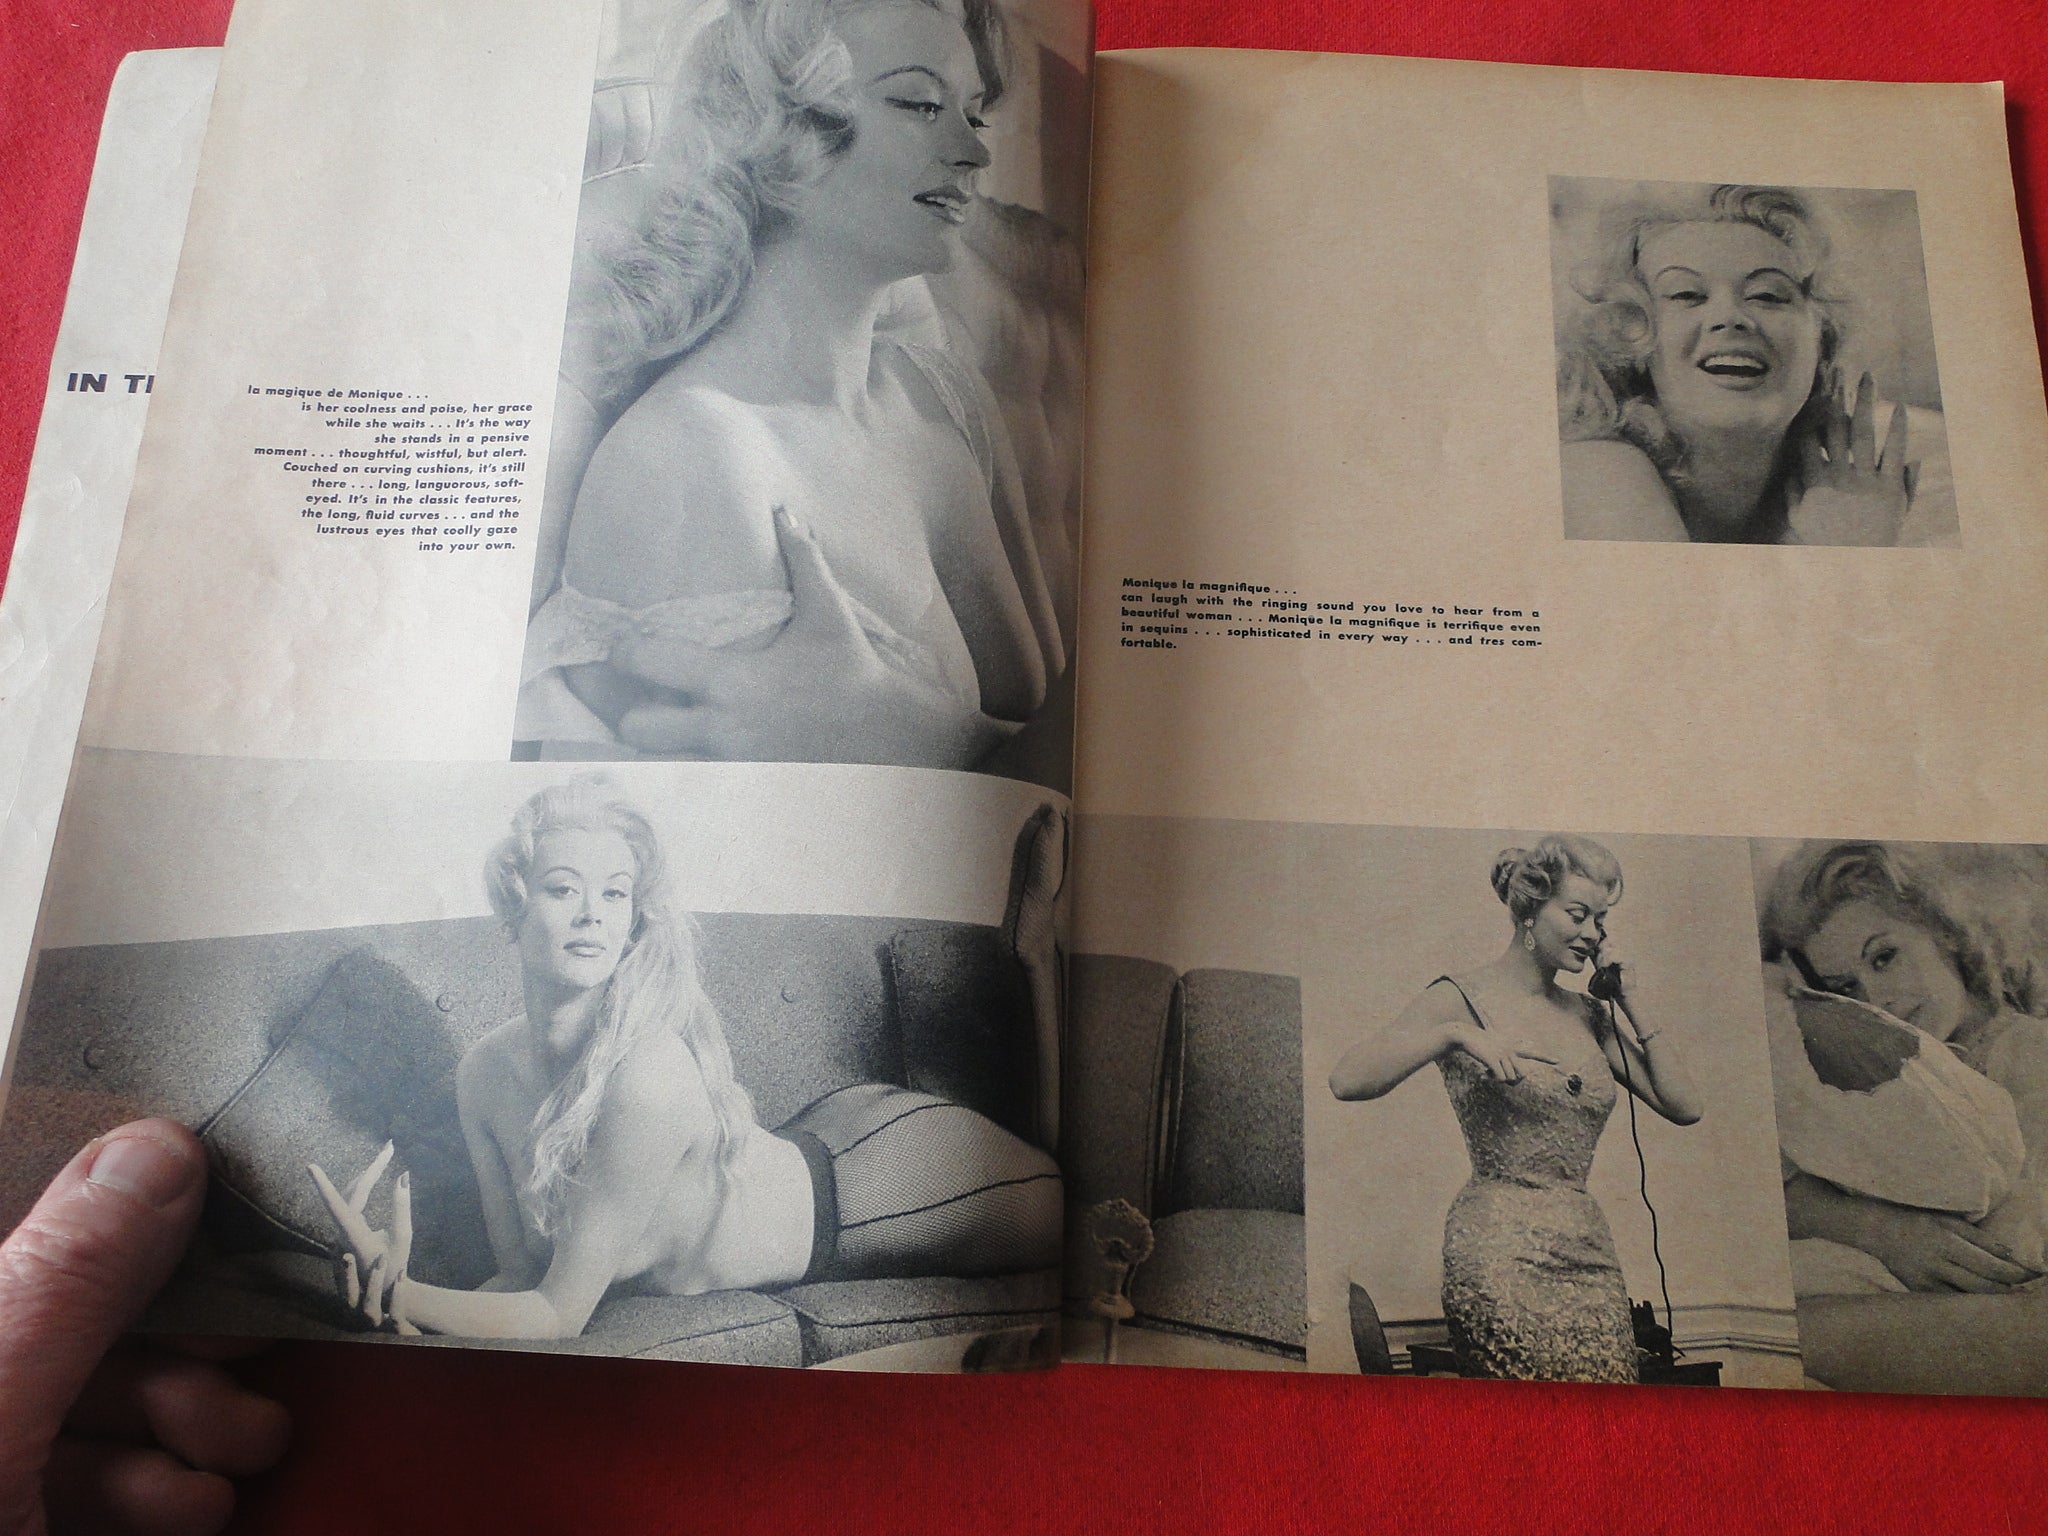 IN T
la magique de Monique . . .
is her coolness and poise, her grace
while she waits . . . It's the way
she stands in a pensive
moment . . . thoughtful, wistful, but alert.
Couched on curving cushions, it's still
there . . . long, languorous, soft-
eyed. It's in the classic features,
the long, fluid curves . . . and the
lustrous eyes that coolly gaze
into your own.
Monique la magnifique . . .
can laugh with the ringing sound you love to hear from a
beautiful woman . . . Monique la magnifique is terrifique even
in sequins . . . sophisticated in every way . . . and tres com-
fortable.